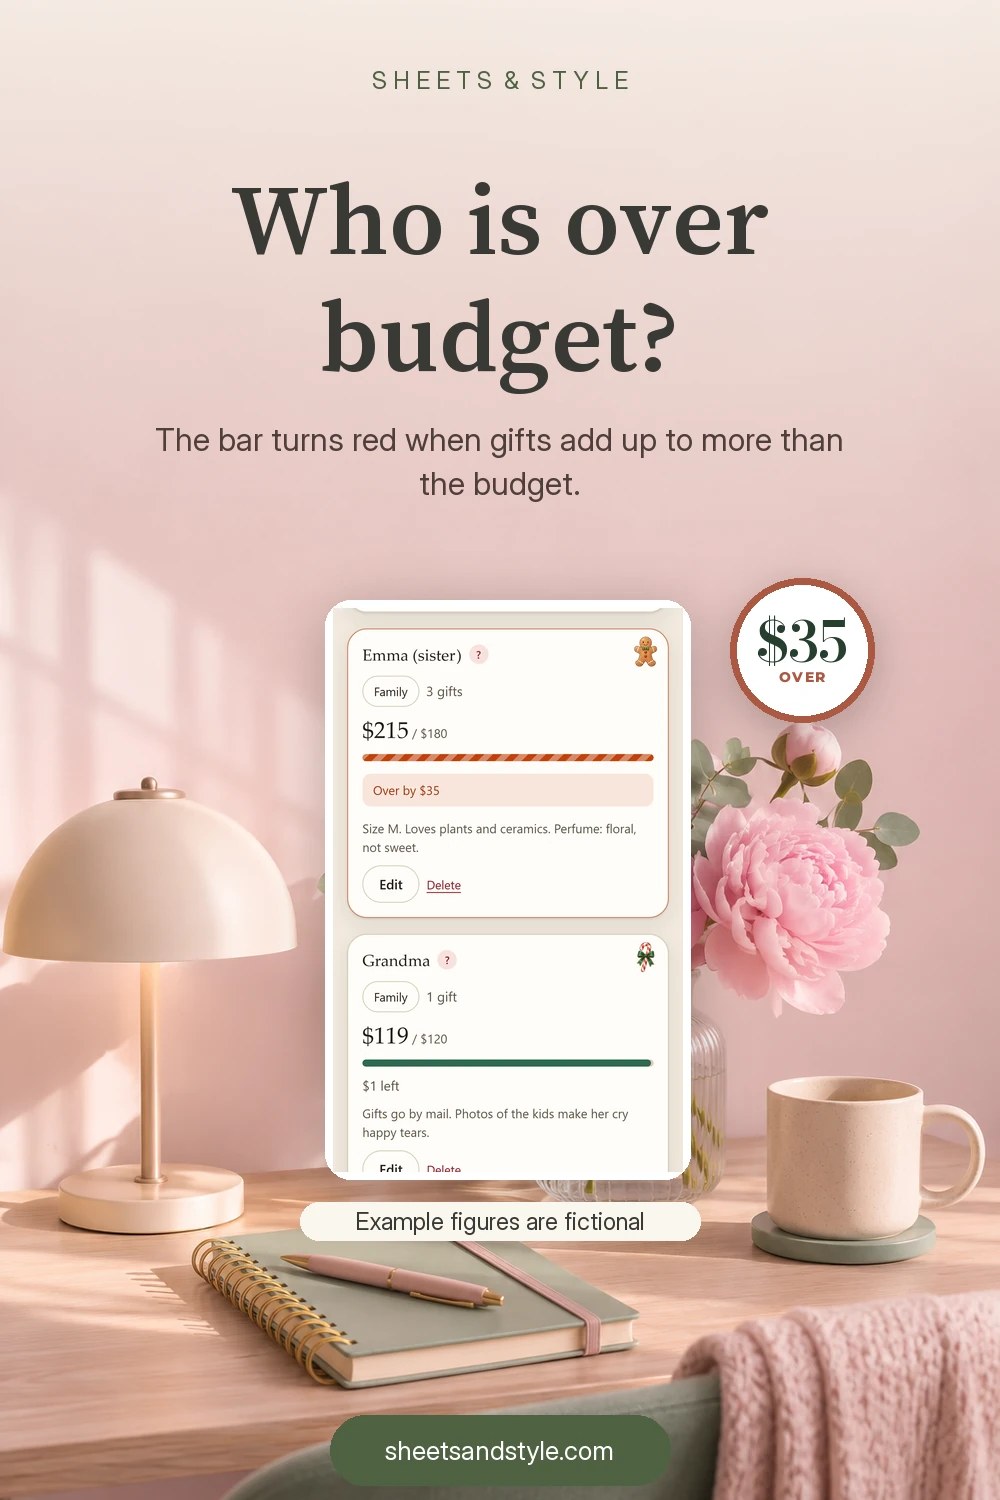 SHEETS & STYLE
Who is over
budget?
The bar turns red when gifts add up to more than
the budget.
$35
OVER
Emma (sister) ?
Family 3 gifts
$215 / $180
Over by $35
Size M. Loves plants and ceramics. Perfume: floral,
not sweet.
Edit Delete
Grandma ?
Family 1 gift
$119 / $120
$1 left
Gifts go by mail. Photos of the kids make her cry
happy tears.
Edit Delete
Example figures are fictional
sheetsandstyle.com